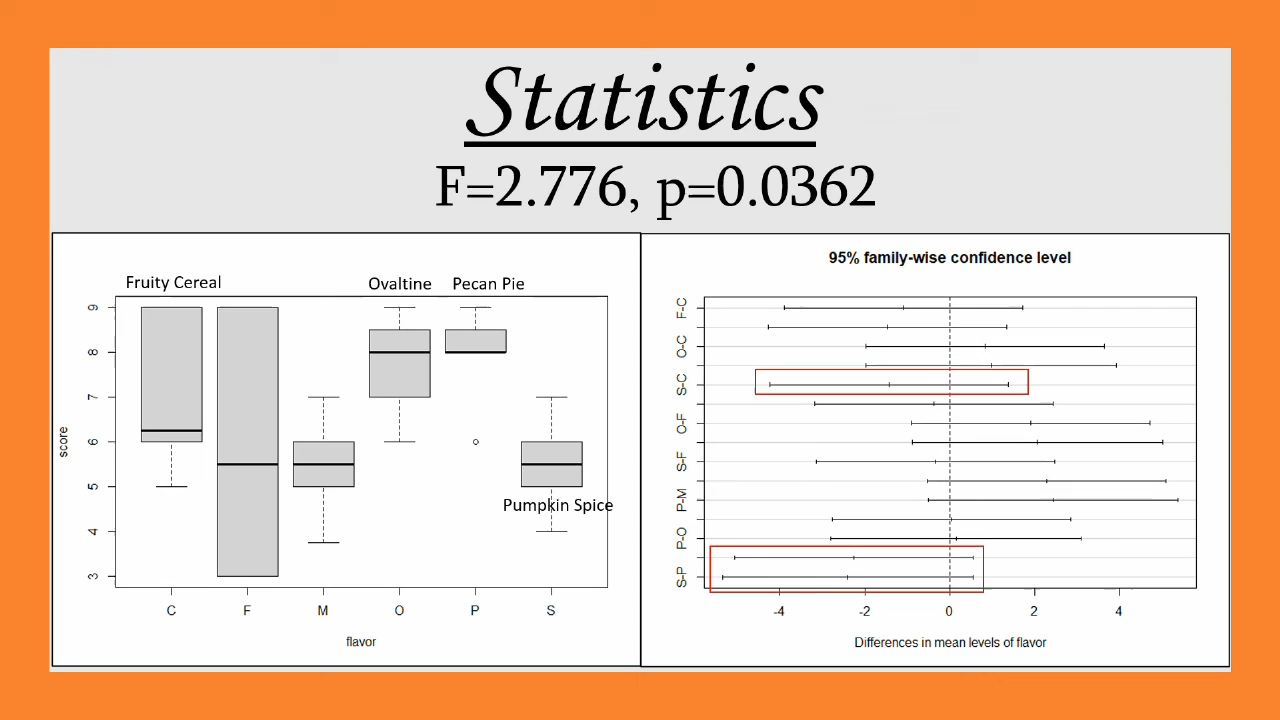 Statistics
F=2.776, p=0.0362
Fruity Cereal
Ovaltine
Pecan Pie
9
8
7
6
5
4
3
score
Pumpkin Spice
C F M O P S
flavor
95% family-wise confidence level
F-C
O-C
S-C
O-F
S-F
P-M
P-O
S-P
-4 -2 0 2 4
Differences in mean levels of flavor